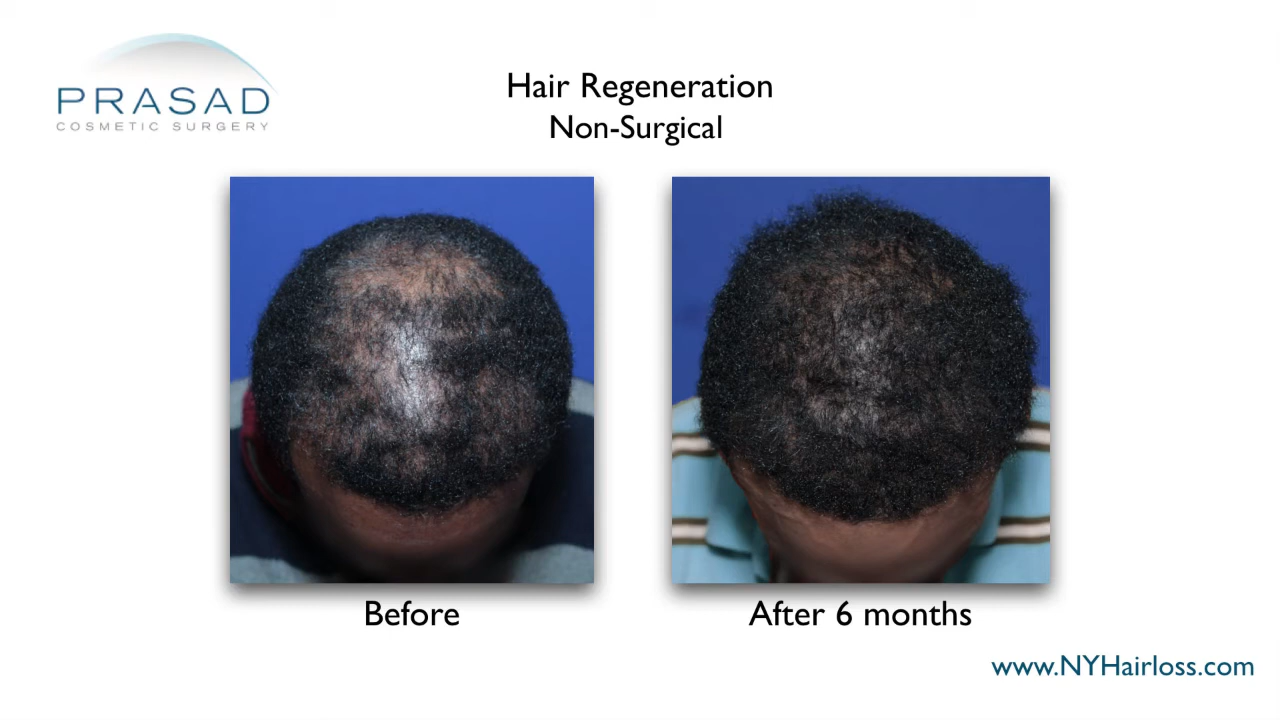 PRASAD
COSMETIC SURGERY
Hair Regeneration
Non-Surgical
Before
After 6 months
www.NYHairloss.com